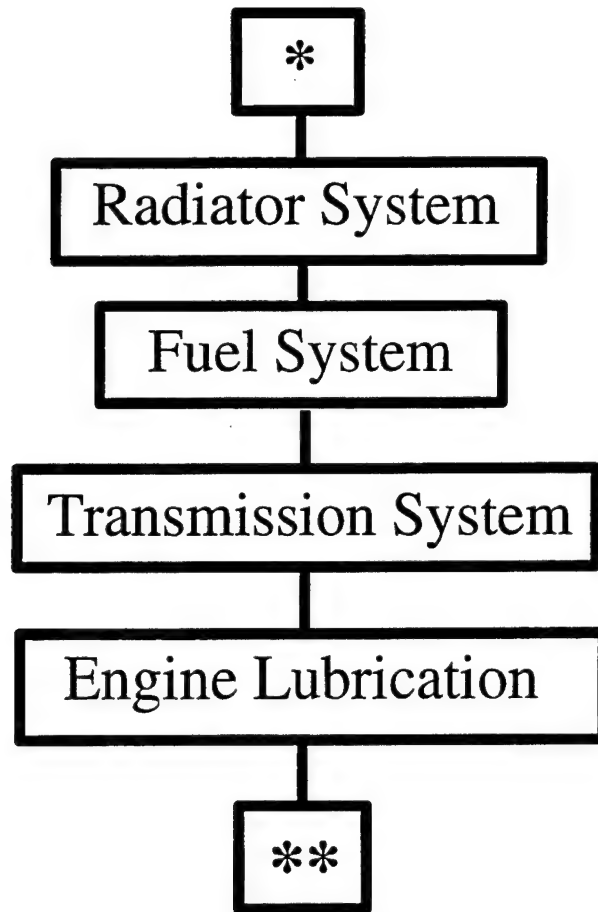 *
Radiator System
Fuel System
Transmission System
Engine Lubrication
**